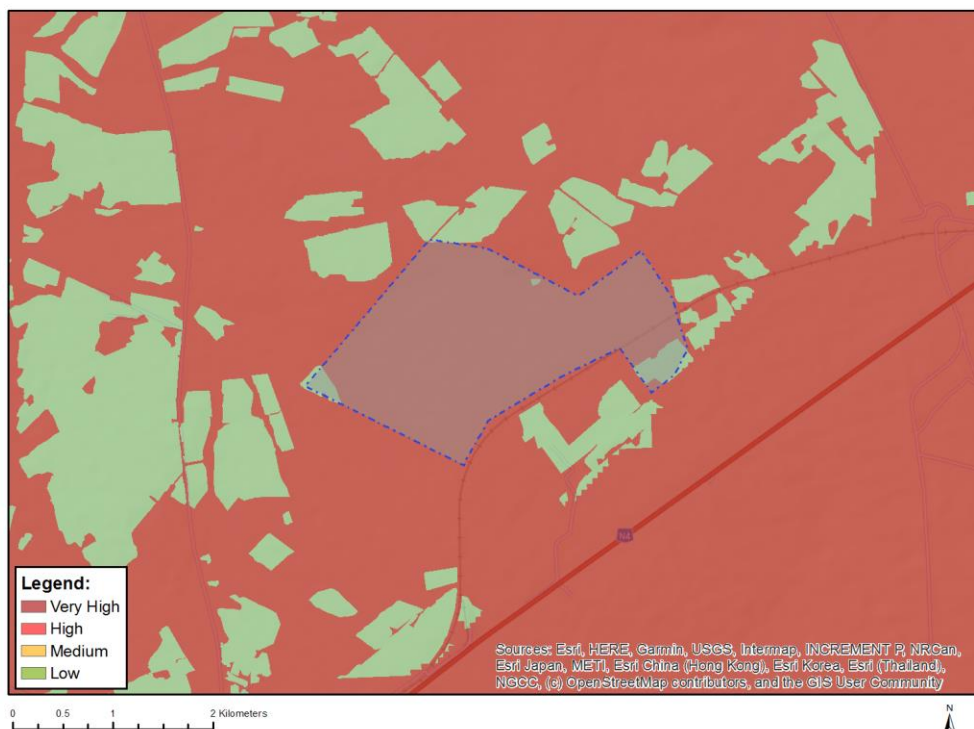 N4
Legend:
Very High
High
Medium
Low
Sources: Esri, HERE, Garmin, USGS, Intermap, INCREMENT P, NRCan,
Esri Japan, METI, Esri China (Hong Kong), Esri Korea, Esri (Thailand),
NGCC, (c) OpenStreetMap contributors, and the GIS User Community
0 0.5 1 2 Kilometers
N